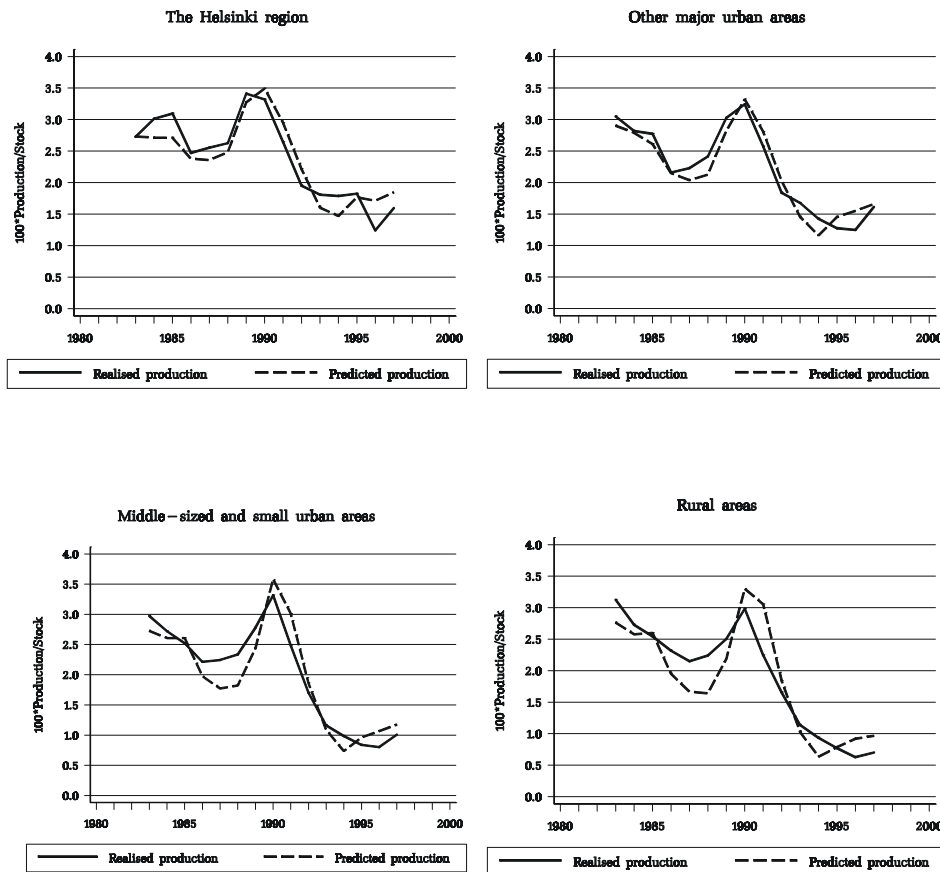 The Helsinki region
100*Production/Stock
4.0
3.5
3.0
2.5
2.0
1.5
1.0
0.5
0.0
1980 1985 1990 1995 2000
Realised production Predicted production
Other major urban areas
100*Production/Stock
4.0
3.5
3.0
2.5
2.0
1.5
1.0
0.5
0.0
1980 1985 1990 1995 2000
Realised production Predicted production
Middle-sized and small urban areas
100*Production/Stock
4.0
3.5
3.0
2.5
2.0
1.5
1.0
0.5
0.0
1980 1985 1990 1995 2000
Realised production Predicted production
Rural areas
100*Production/Stock
4.0
3.5
3.0
2.5
2.0
1.5
1.0
0.5
0.0
1980 1985 1990 1995 2000
Realised production Predicted production